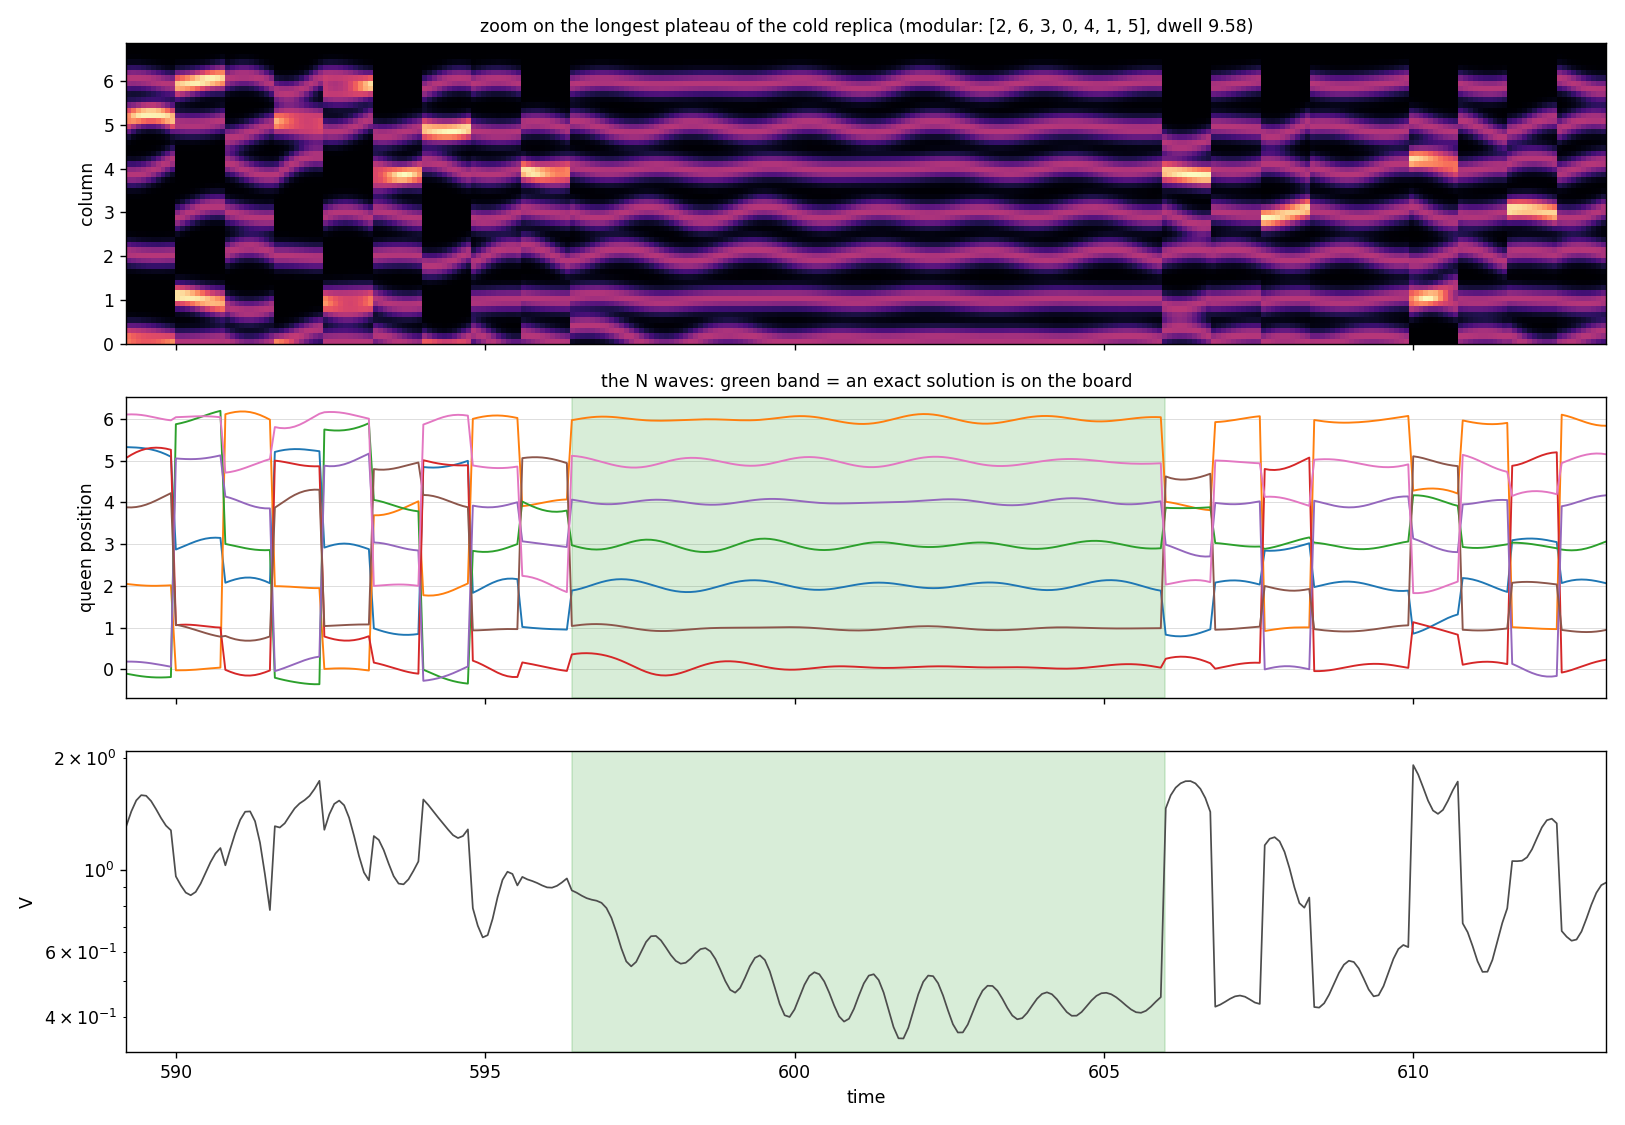 zoom on the longest plateau of the cold replica (modular: [2, 6, 3, 0, 4, 1, 5], dwell 9.58)
6
5
4
3
2
1
0
column
the N waves: green band = an exact solution is on the board
6
5
4
3
2
1
0
queen position
2 × 10⁰
10⁰
6 × 10⁻¹
4 × 10⁻¹
V
590 595 600 605 610
time